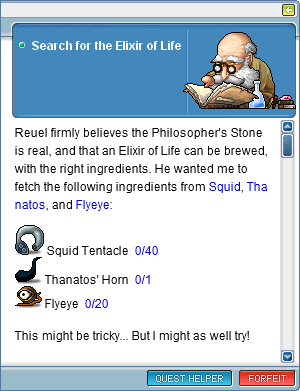 Search for the Elixir of Life
Reuel firmly believes the Philosopher's Stone
is real, and that an Elixir of Life can be brewed,
with the right ingredients. He wanted me to
fetch the following ingredients from Squid, Tha
natos, and Flyeye:
Squid Tentacle 0/40
Thanatos' Horn 0/1
Flyeye 0/20
This might be tricky... But I might as well try!
QUEST HELPER FORFEIT